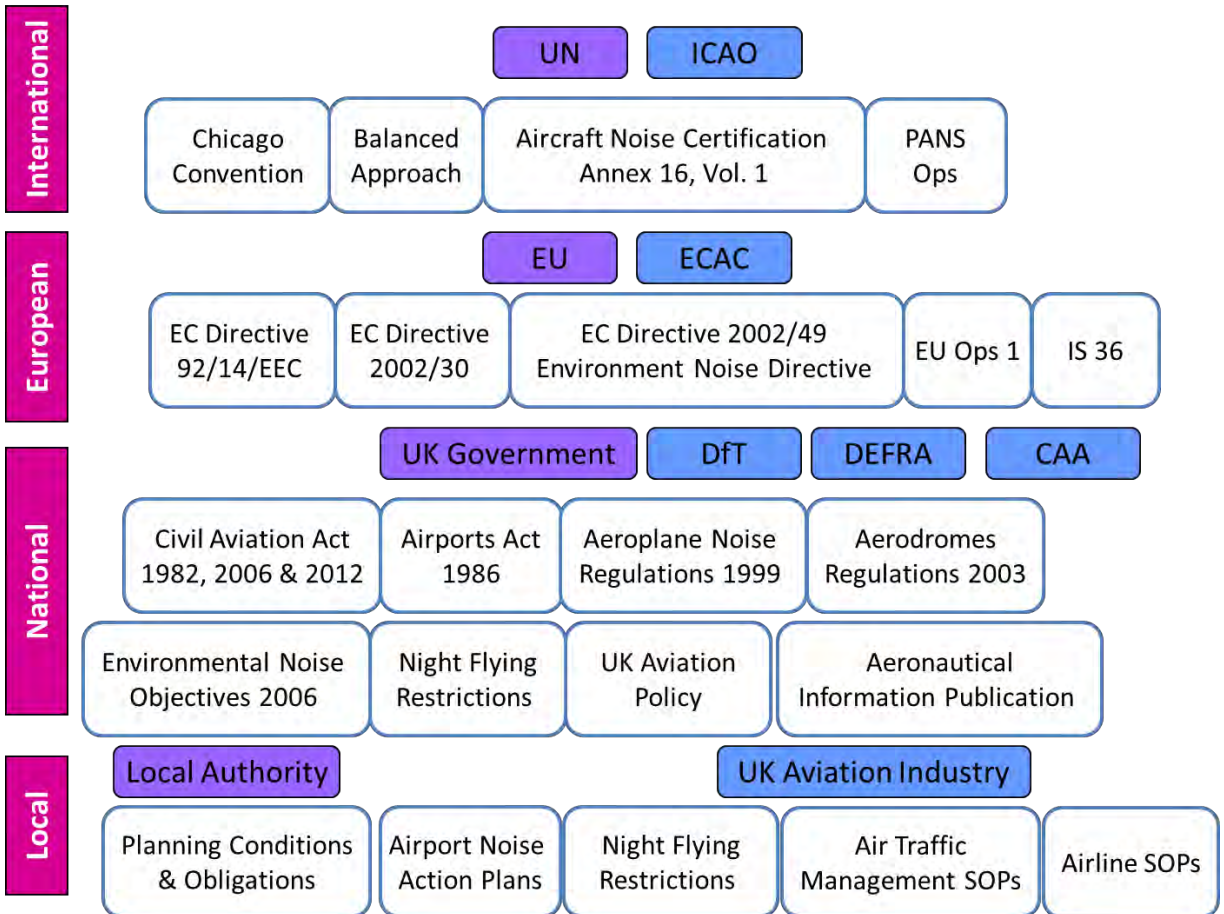 International
UN
ICAO
Chicago
Convention
Balanced
Approach
Aircraft Noise Certification
Annex 16, Vol. 1
PANS
Ops
European
EU
ECAC
EC Directive
92/14/EEC
EC Directive
2002/30
EC Directive 2002/49
Environment Noise Directive
EU Ops 1
IS 36
National
UK Government
DfT
DEFRA
CAA
Civil Aviation Act
1982, 2006 & 2012
Airports Act
1986
Aeroplane Noise
Regulations 1999
Aerodromes
Regulations 2003
Environmental Noise
Objectives 2006
Night Flying
Restrictions
UK Aviation
Policy
Aeronautical
Information Publication
Local
Local Authority
UK Aviation Industry
Planning Conditions
& Obligations
Airport Noise
Action Plans
Night Flying
Restrictions
Air Traffic
Management SOPs
Airline SOPs